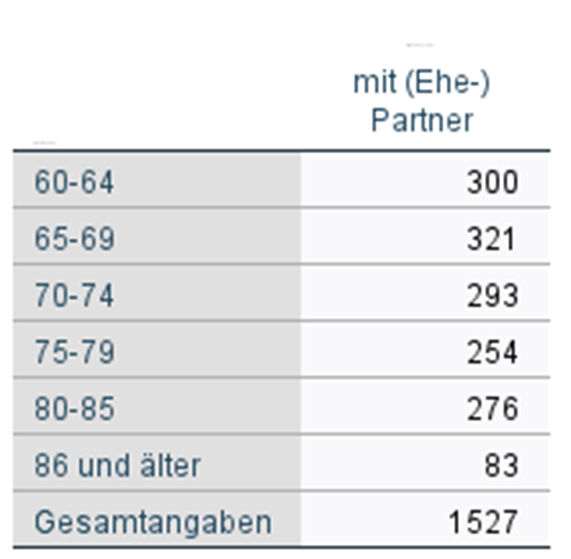 mit (Ehe-)
Partner
60-64 300
65-69 321
70-74 293
75-79 254
80-85 276
86 und älter 83
Gesamtangaben 1527